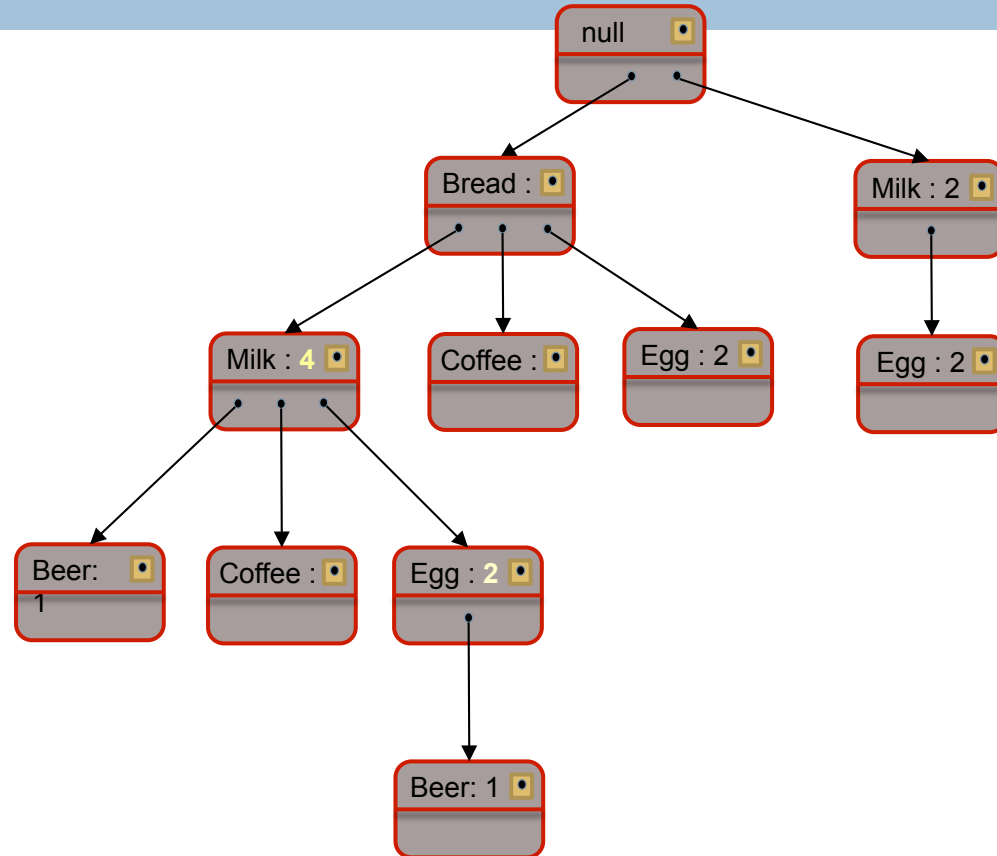 null
Bread :
Milk : 2
Milk : 4
Coffee :
Egg : 2
Egg : 2
Beer:
1
Coffee :
Egg : 2
Beer: 1